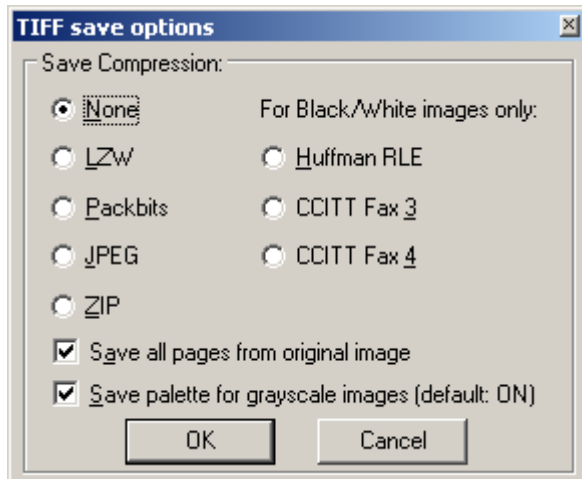 TIFF save options
Save Compression:
None
For Black/White images only:
LZW
Huffman RLE
Packbits
CCITT Fax 3
JPEG
CCITT Fax 4
ZIP
Save all pages from original image
Save palette for grayscale images (default: ON)
OK
Cancel